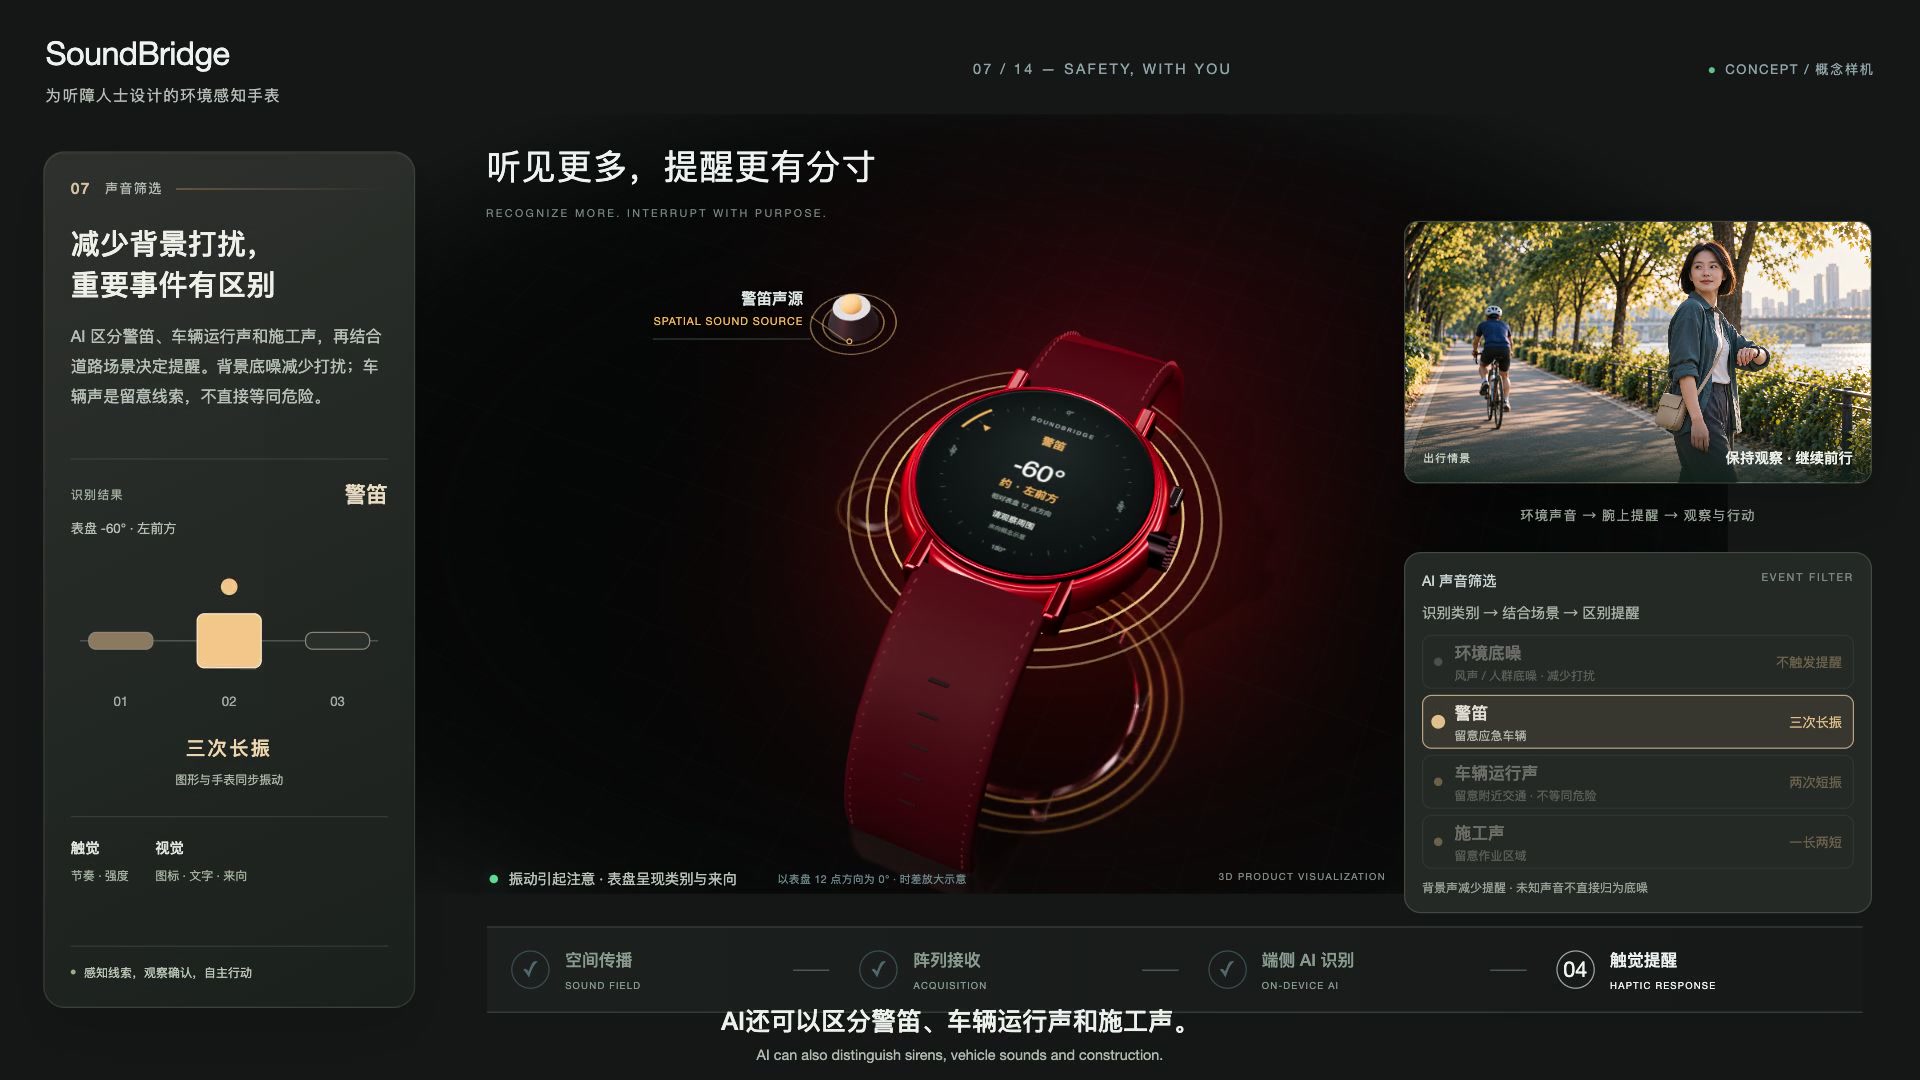 SoundBridge
为听障人士设计的环境感知手表
07 / 14 — SAFETY, WITH YOU
CONCEPT / 概念样机
07 声音筛选
减少背景打扰，
重要事件有区别
AI 区分警笛、车辆运行声和施工声，再结合
道路场景决定提醒。背景底噪减少打扰；车
辆声是留意线索，不直接等同危险。
识别结果
警笛
表盘 -60° · 左前方
01
02
03
三次长振
图形与手表同步振动
触觉
视觉
节奏 · 强度
图标 · 文字 · 来向
感知线索，观察确认，自主行动
听见更多，提醒更有分寸
RECOGNIZE MORE. INTERRUPT WITH PURPOSE.
警笛声源
SPATIAL SOUND SOURCE
0°
SOUNDBRIDGE
警笛
-60°
约 · 左前方
相对表盘 12 点方向
请观察周围
180°
振动引起注意 · 表盘呈现类别与来向
以表盘 12 点方向为 0° · 时差放大示意
3D PRODUCT VISUALIZATION
出行情景
保持观察 · 继续前行
环境声音 → 腕上提醒 → 观察与行动
AI 声音筛选
EVENT FILTER
识别类别 → 结合场景 → 区别提醒
环境底噪
风声 / 人群底噪 · 减少打扰
不触发提醒
警笛
留意应急车辆
三次长振
车辆运行声
留意附近交通 · 不等同危险
两次短振
施工声
留意作业区域
一长两短
背景声减少提醒 · 未知声音不直接归为底噪
空间传播
SOUND FIELD
阵列接收
ACQUISITION
端侧 AI 识别
ON-DEVICE AI
04
触觉提醒
HAPTIC RESPONSE
AI还可以区分警笛、车辆运行声和施工声。
AI can also distinguish sirens, vehicle sounds and construction.